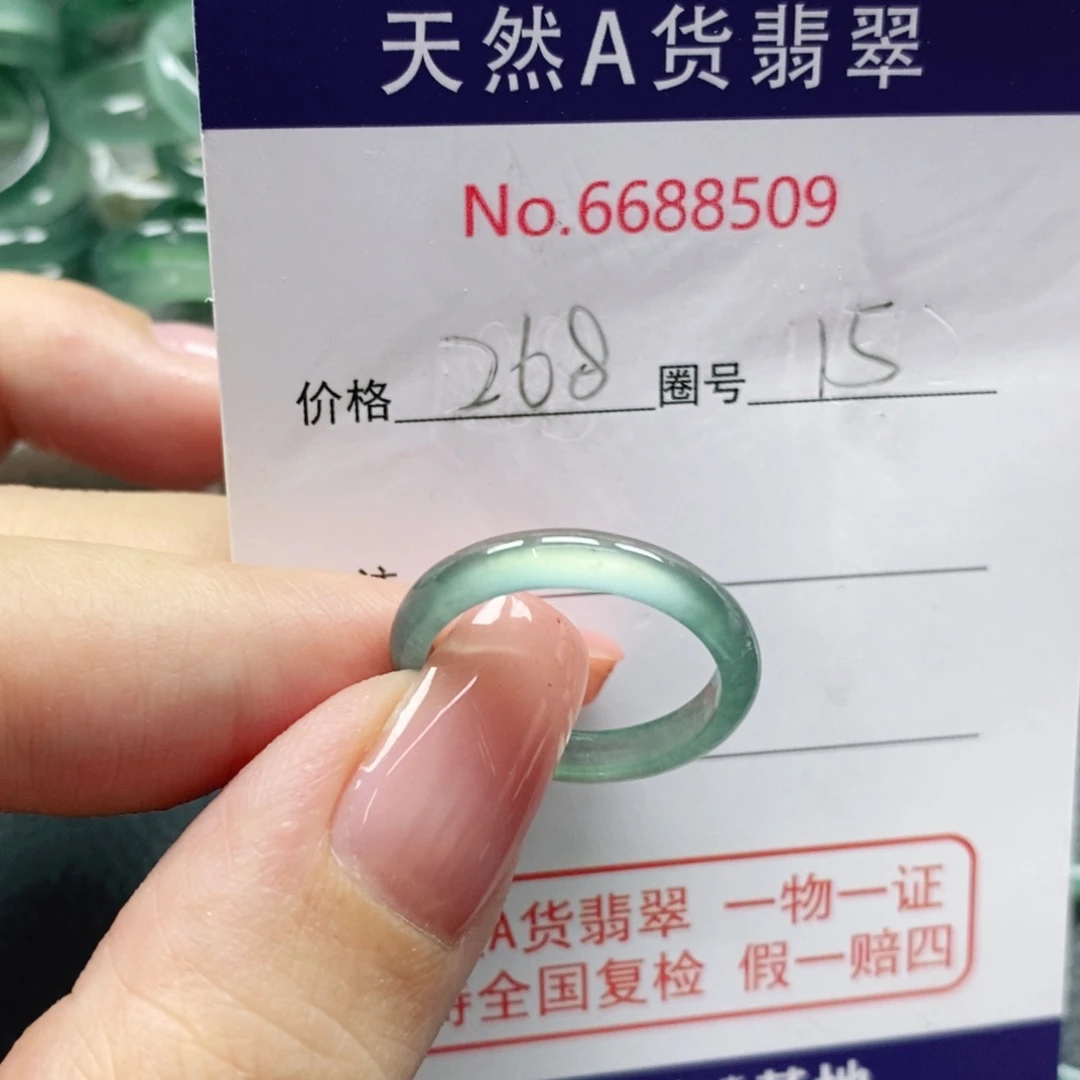 天然A货翡翠
No.6688509
价格 268 圈号 15
A货翡翠 一物一证
全国复检 假一赔四